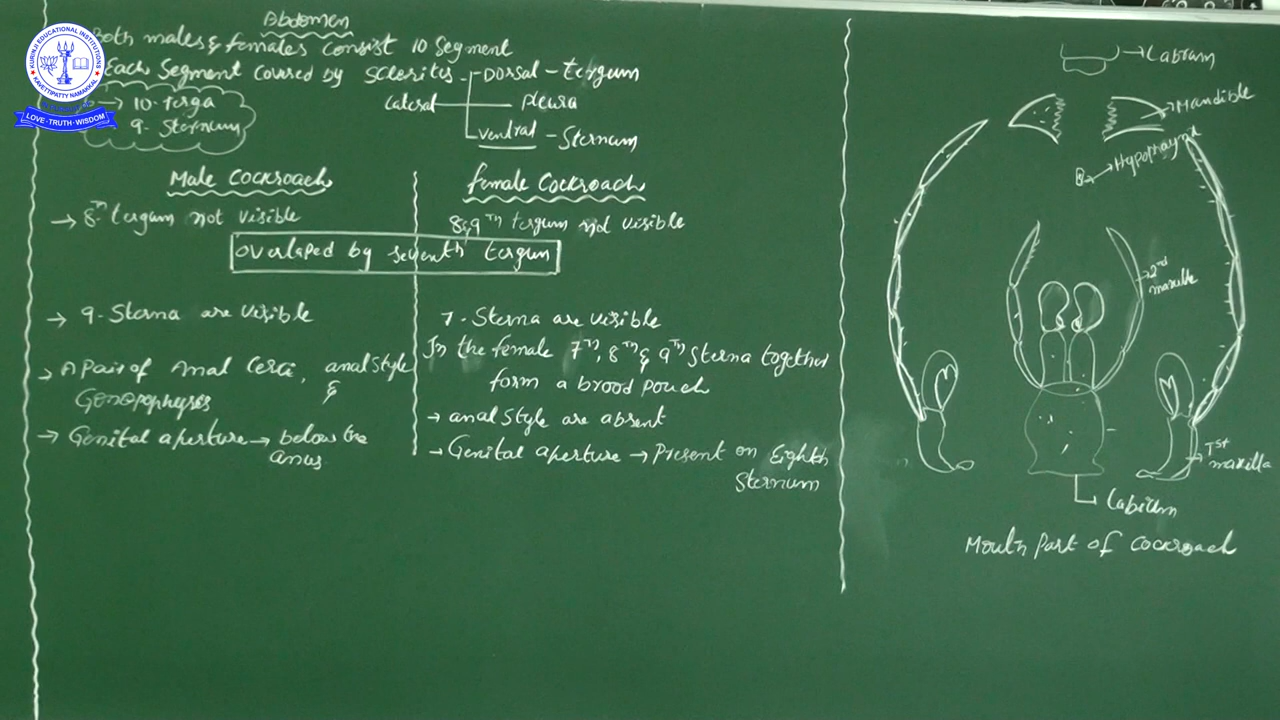 Abdomen
Both males & females consist 10 Segment
Each Segment Covered by Sclerites - Dorsal - tergum
lateral pleura
ventral - Sternum
→ 10 - terga
9 - Sternum
Male Cockroach
→ 8th tergum not visible
female Cockroach
8 & 9th tergum not visible
overlaped by seventh tergum
→ 9 - Sterna are visible
→ A pair of Anal Cerci, anal style
&
Gonopophyses
→ Genital aperture → below the
anus
7 - Sterna are visible
In the female 7th, 8th & 9th Sterna together
form a brood pouch
→ anal style are absent
→ Genital aperture → Present on Eighth
Sternum
Labrum
Mandible
Hypopharynx
2nd
maxilla
1st
maxilla
Labium
Mouth Part of Cockroach
KURINJI EDUCATIONAL INSTITUTIONS
KAVETTIPATTY NAMAKKAL
LOVE - TRUTH - WISDOM